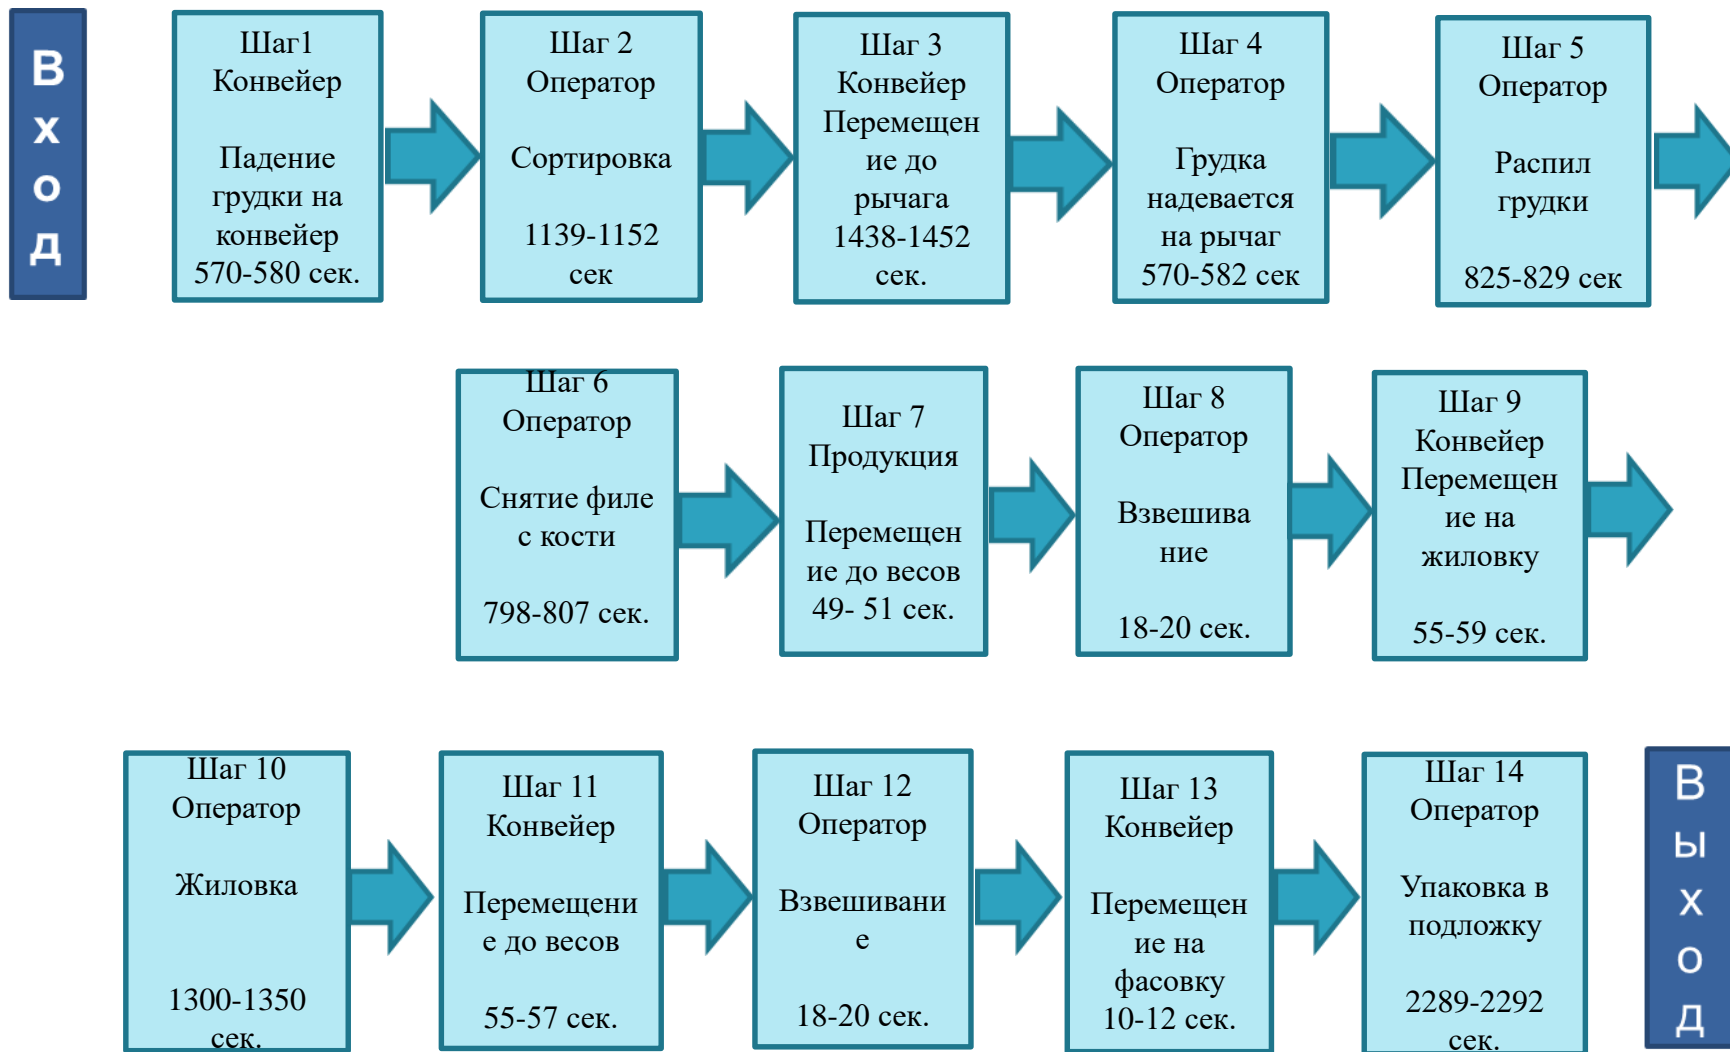 Вход
Шаг1
Конвейер
Падение
грудки на
конвейер
570-580 сек.
Шаг 2
Оператор
Сортировка
1139-1152
сек
Шаг 3
Конвейер
Перемещен
ие до
рычага
1438-1452
сек.
Шаг 4
Оператор
Грудка
надевается
на рычаг
570-582 сек
Шаг 5
Оператор
Распил
грудки
825-829 сек
Шаг 6
Оператор
Снятие филе
с кости
798-807 сек.
Шаг 7
Продукция
Перемещен
ие до весов
49- 51 сек.
Шаг 8
Оператор
Взвешива
ние
18-20 сек.
Шаг 9
Конвейер
Перемещен
ие на
жиловку
55-59 сек.
Шаг 10
Оператор
Жиловка
1300-1350
сек.
Шаг 11
Конвейер
Перемещени
е до весов
55-57 сек.
Шаг 12
Оператор
Взвешивани
е
18-20 сек.
Шаг 13
Конвейер
Перемещен
ие на
фасовку
10-12 сек.
Шаг 14
Оператор
Упаковка в
подложку
2289-2292
сек.
Выход